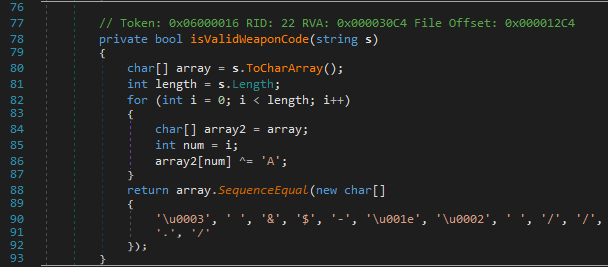 76
77 // Token: 0x06000016 RID: 22 RVA: 0x000030C4 File Offset: 0x000012C4
78 private bool isValidWeaponCode(string s)
79 {
80 char[] array = s.ToCharArray();
81 int length = s.Length;
82 for (int i = 0; i < length; i++)
83 {
84 char[] array2 = array;
85 int num = i;
86 array2[num] ^= 'A';
87 }
88 return array.SequenceEqual(new char[]
89 {
90 '\u0003', ' ', '&', '$', '-', '\u001e', '\u0002', ' ', '/', '/',
91 '.', '/'
92 });
93 }